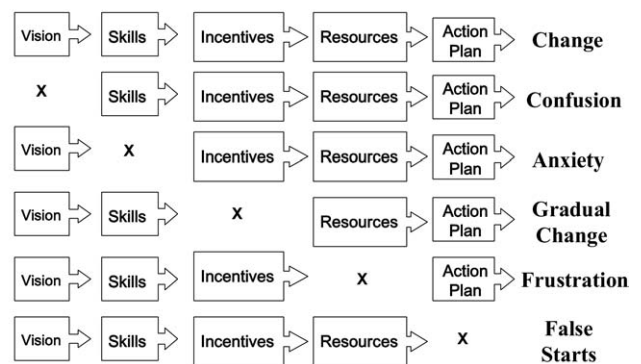 Vision Skills Incentives Resources Action Plan Change
X Skills Incentives Resources Action Plan Confusion
Vision X Incentives Resources Action Plan Anxiety
Vision Skills X Resources Action Plan Gradual Change
Vision Skills Incentives X Action Plan Frustration
Vision Skills Incentives Resources X False Starts